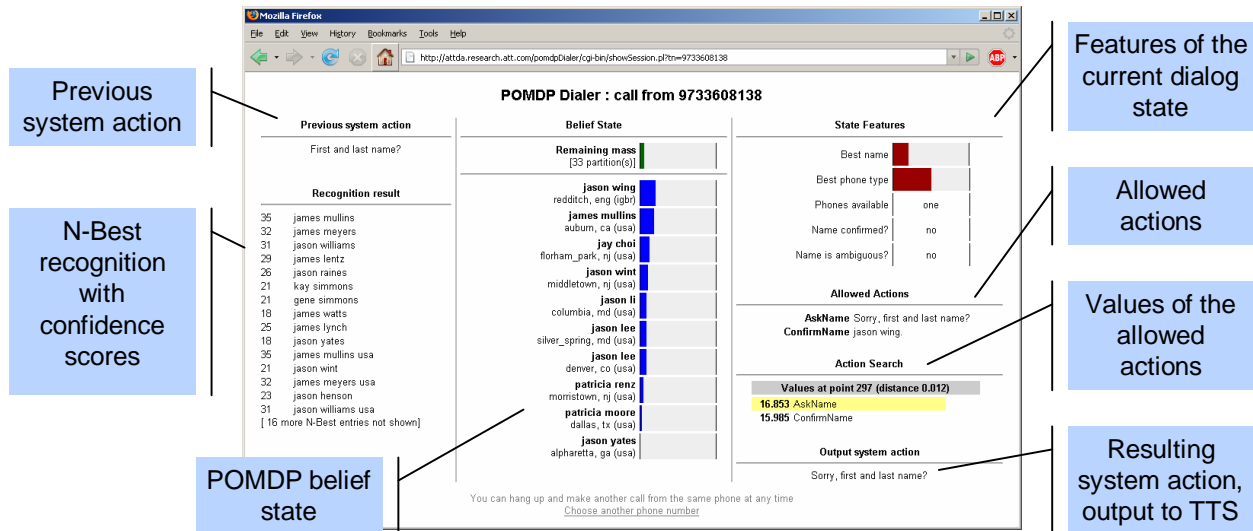 Mozilla Firefox
File Edit View History Bookmarks Tools Help
http://attda.research.att.com/pomdpDialer/cgi-bin/showSession.pl?tn=9733608138
ABP
POMDP Dialer : call from 9733608138
Previous system action
First and last name?
Recognition result
35 james mullins
32 james meyers
31 jason williams
29 james lentz
26 jason raines
21 kay simmons
21 gene simmons
18 james watts
25 james lynch
18 jason yates
35 james mullins usa
21 jason wint
32 james meyers usa
23 jason henson
31 jason williams usa
[ 16 more N-Best entries not shown]
Belief State
Remaining mass
[33 partition(s)]
jason wing
redditch, eng (igbr)
james mullins
auburn, ca (usa)
jay choi
florham_park, nj (usa)
jason wint
middletown, nj (usa)
jason li
columbia, md (usa)
jason lee
silver_spring, md (usa)
jason lee
denver, co (usa)
patricia renz
morristown, nj (usa)
patricia moore
dallas, tx (usa)
jason yates
alpharetta, ga (usa)
State Features
Best name
Best phone type
Phones available one
Name confirmed? no
Name is ambiguous? no
Allowed Actions
AskName Sorry, first and last name?
ConfirmName jason wing.
Action Search
Values at point 297 (distance 0.012)
16.853 AskName
15.985 ConfirmName
Output system action
Sorry, first and last name?
You can hang up and make another call from the same phone at any time
Choose another phone number
Previous
system action
N-Best
recognition
with
confidence
scores
POMDP belief
state
Features of the
current dialog
state
Allowed
actions
Values of the
allowed
actions
Resulting
system action,
output to TTS